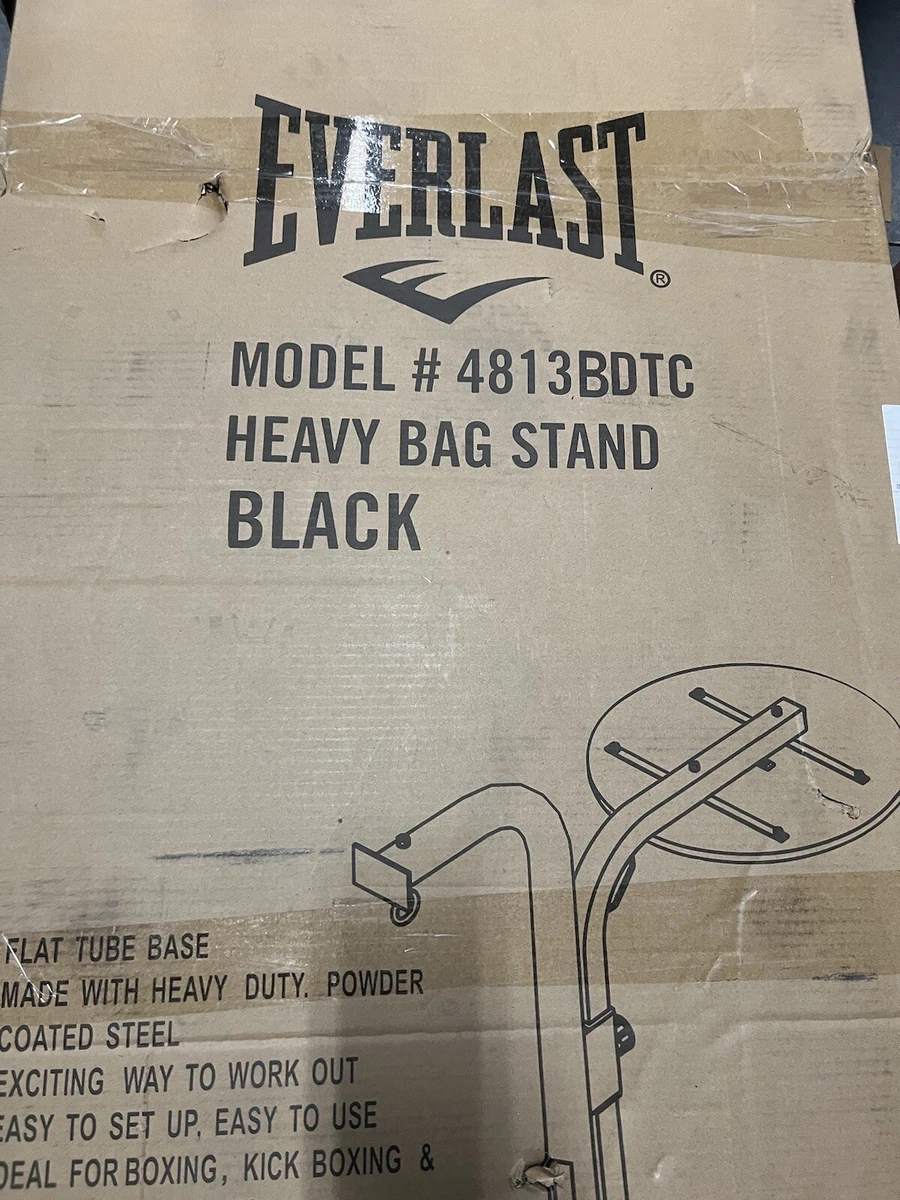 EVERLAST®
MODEL # 4813BDTC
HEAVY BAG STAND
BLACK
FLAT TUBE BASE
MADE WITH HEAVY DUTY. POWDER
COATED STEEL
EXCITING WAY TO WORK OUT
EASY TO SET UP, EASY TO USE
DEAL FOR BOXING, KICK BOXING &